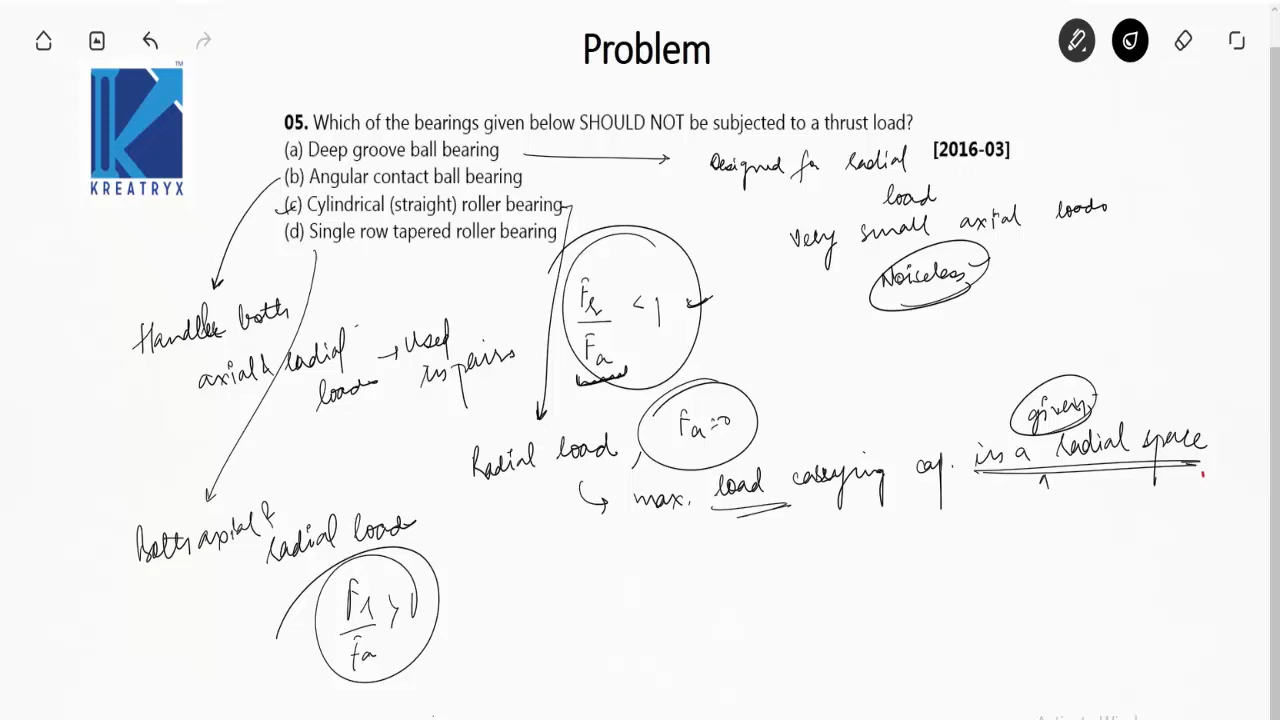 Problem
TM
KREATRYX
05. Which of the bearings given below SHOULD NOT be subjected to a thrust load?
[2016-03]
(a) Deep groove ball bearing
(b) Angular contact ball bearing
(c) Cylindrical (straight) roller bearing
(d) Single row tapered roller bearing
Designed for radial
load
Very small axial loads
Noiseless
Handles both
axial & radial
loads → Used
in pairs
Fr
Fa
< 1
Radial load
Fa = 0
↳ max. load carrying cap. in a radial space
given
Both axial &
radial loads
Fr
Fa
> 1